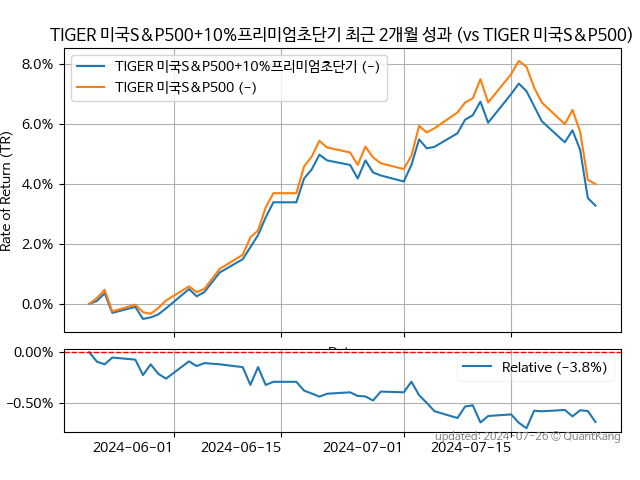 TIGER 미국S&P500+10%프리미엄초단기 최근 2개월 성과 (vs TIGER 미국S&P500)
TIGER 미국S&P500+10%프리미엄초단기 (-)
TIGER 미국S&P500 (-)
Rate of Return (TR)
8.0%
6.0%
4.0%
2.0%
0.0%
0.00%
-0.50%
Relative (-3.8%)
updated: 2024-07-26 © QuantKang
2024-06-01 2024-06-15 2024-07-01 2024-07-15